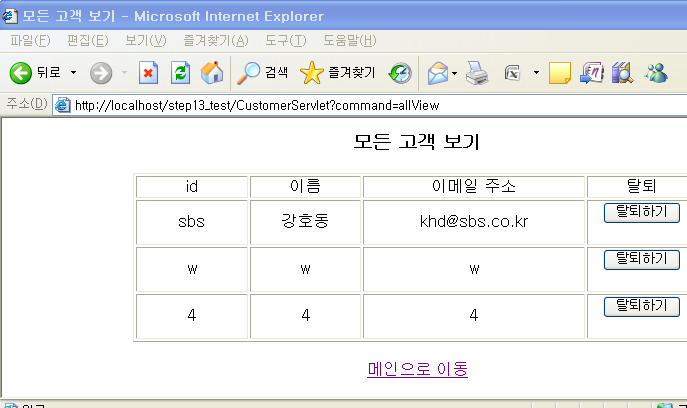 모든 고객 보기 - Microsoft Internet Explorer
파일(F) 편집(E) 보기(V) 즐겨찾기(A) 도구(T) 도움말(H)
뒤로 검색 즐겨찾기
주소(D) http://localhost/step13_test/CustomerServlet?command=allView
모든 고객 보기
id 이름 이메일 주소 탈퇴
sbs 강호동 khd@sbs.co.kr 탈퇴하기
w w w 탈퇴하기
4 4 4 탈퇴하기
메인으로 이동